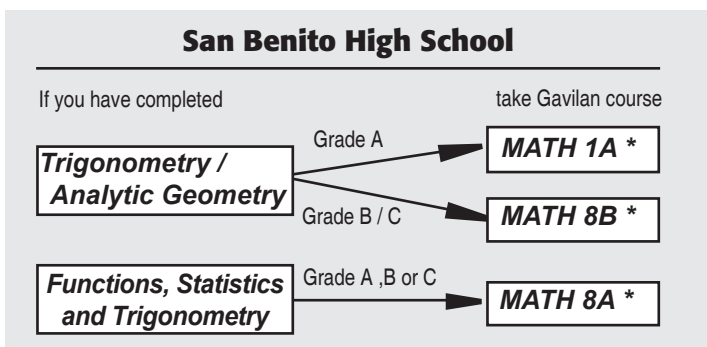 San Benito High School
If you have completed
take Gavilan course
Trigonometry /
Analytic Geometry
Grade A
MATH 1A *
Grade B / C
MATH 8B *
Functions, Statistics
and Trigonometry
Grade A ,B or C
MATH 8A *